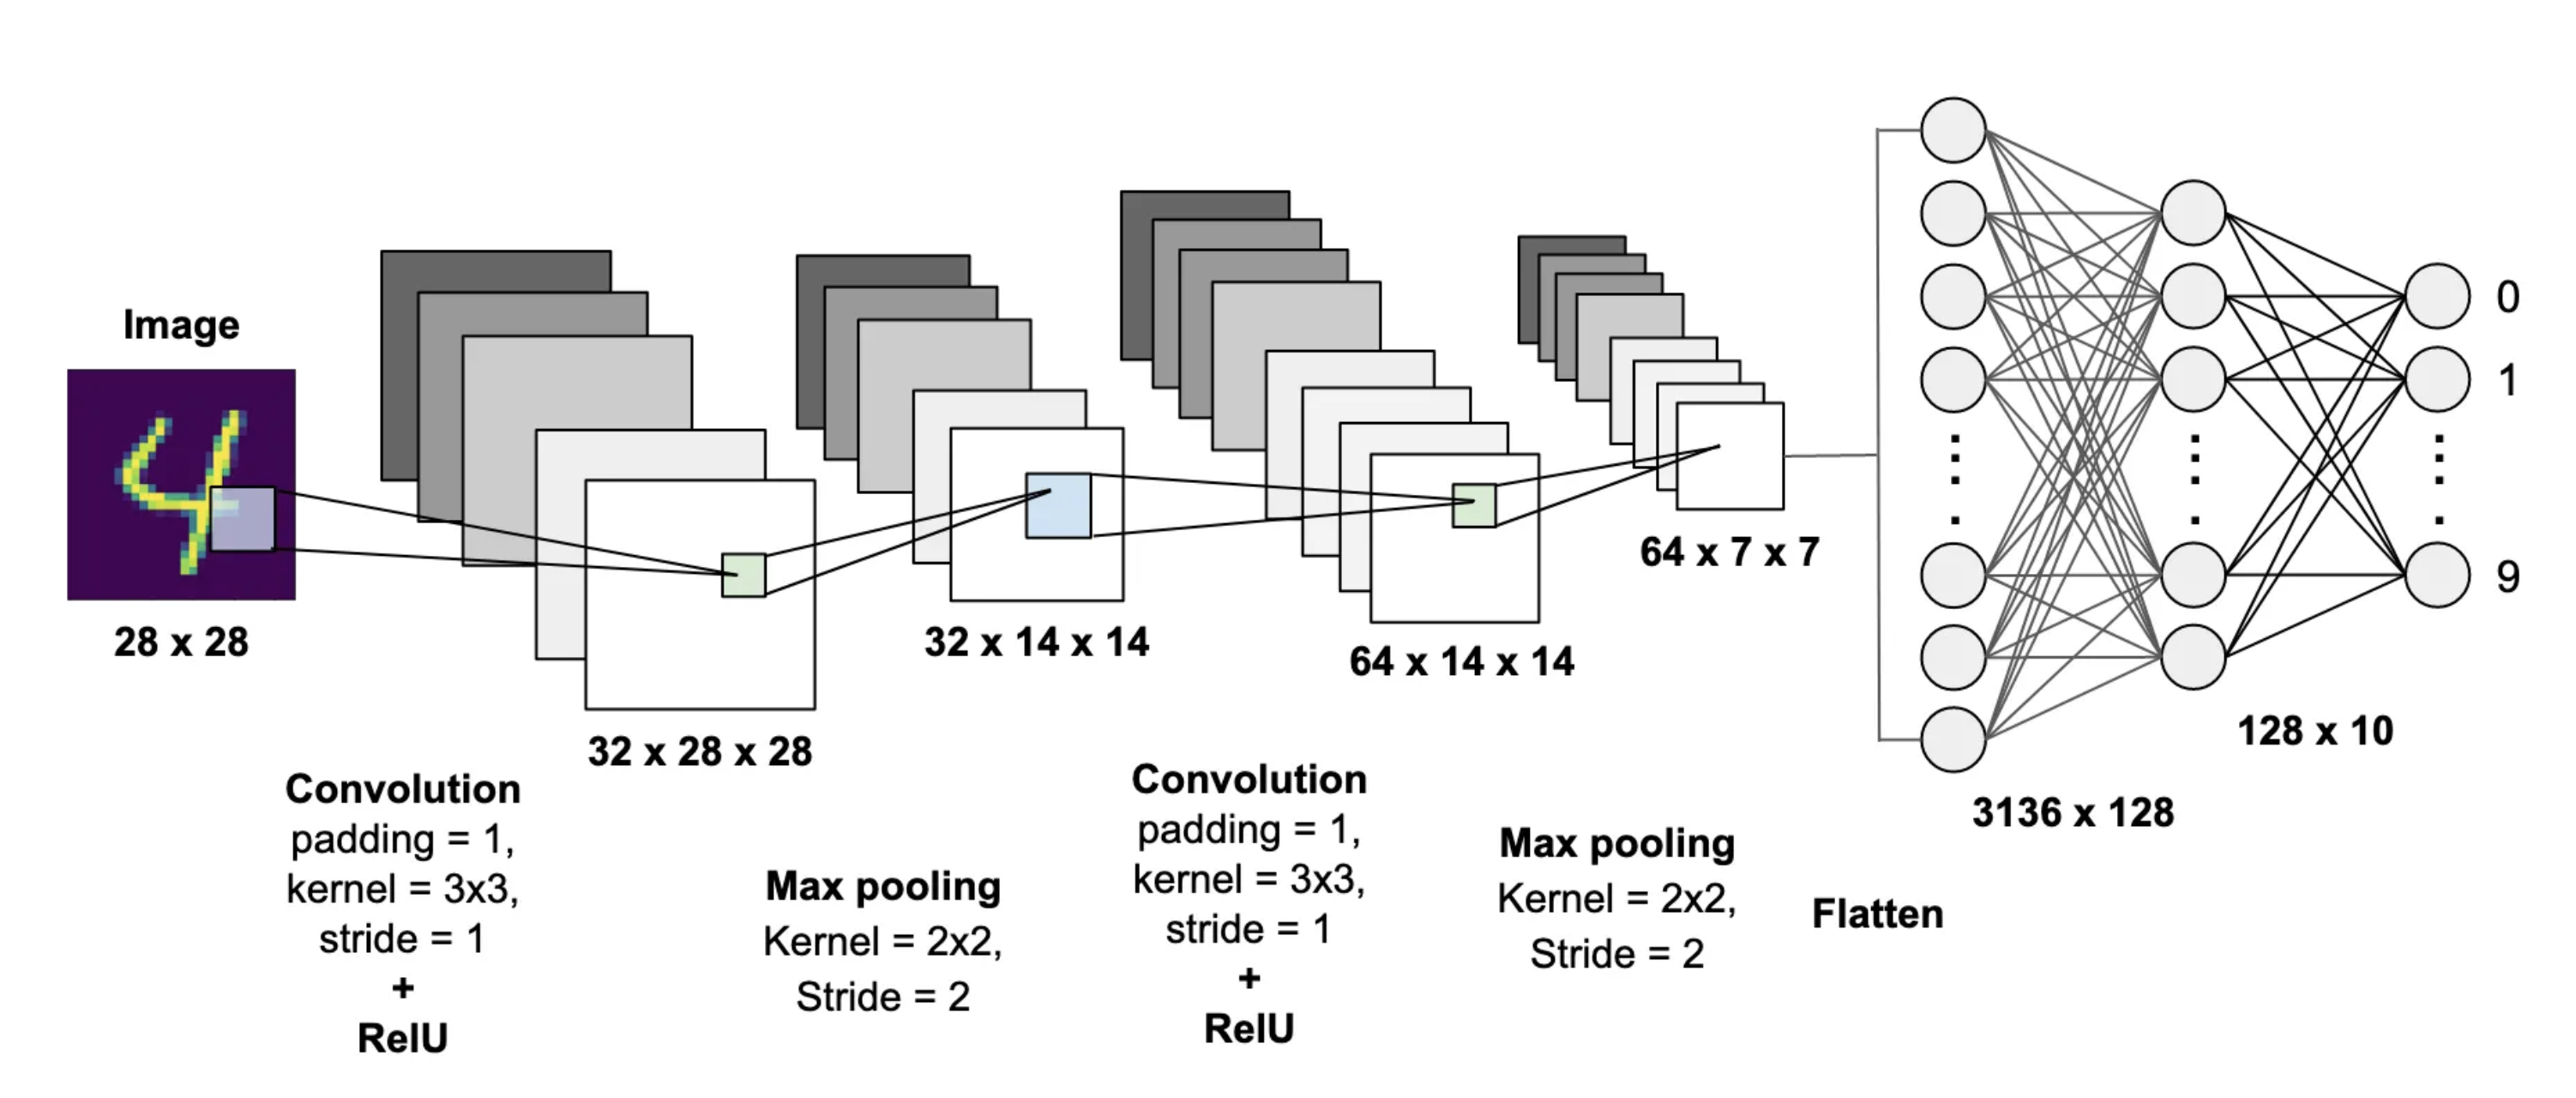 Image
28 x 28
Convolution
padding = 1,
kernel = 3x3,
stride = 1
+
RelU
32 x 28 x 28
Max pooling
Kernel = 2x2,
Stride = 2
32 x 14 x 14
Convolution
padding = 1,
kernel = 3x3,
stride = 1
+
RelU
64 x 14 x 14
Max pooling
Kernel = 2x2,
Stride = 2
64 x 7 x 7
Flatten
3136 x 128
128 x 10
0
1
9